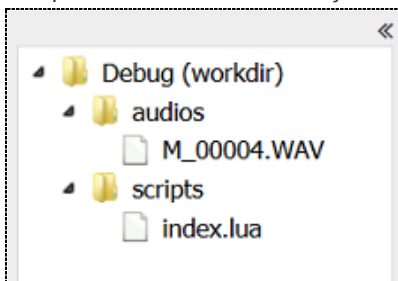 «
Debug (workdir)
audios
M_00004.WAV
scripts
index.lua